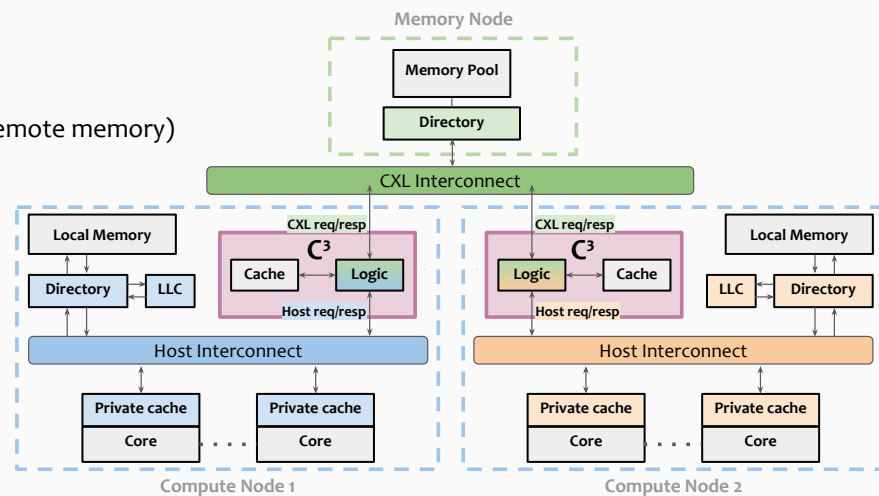 Memory Node
Memory Pool
Directory
emote memory)
CXL Interconnect
CXL req/resp
C³
Cache
Logic
Host req/resp
Local Memory
Directory
LLC
Host Interconnect
Private cache
Core
Private cache
Core
Compute Node 1
CXL req/resp
C³
Logic
Cache
Host req/resp
Local Memory
LLC
Directory
Host Interconnect
Private cache
Core
Private cache
Core
Compute Node 2